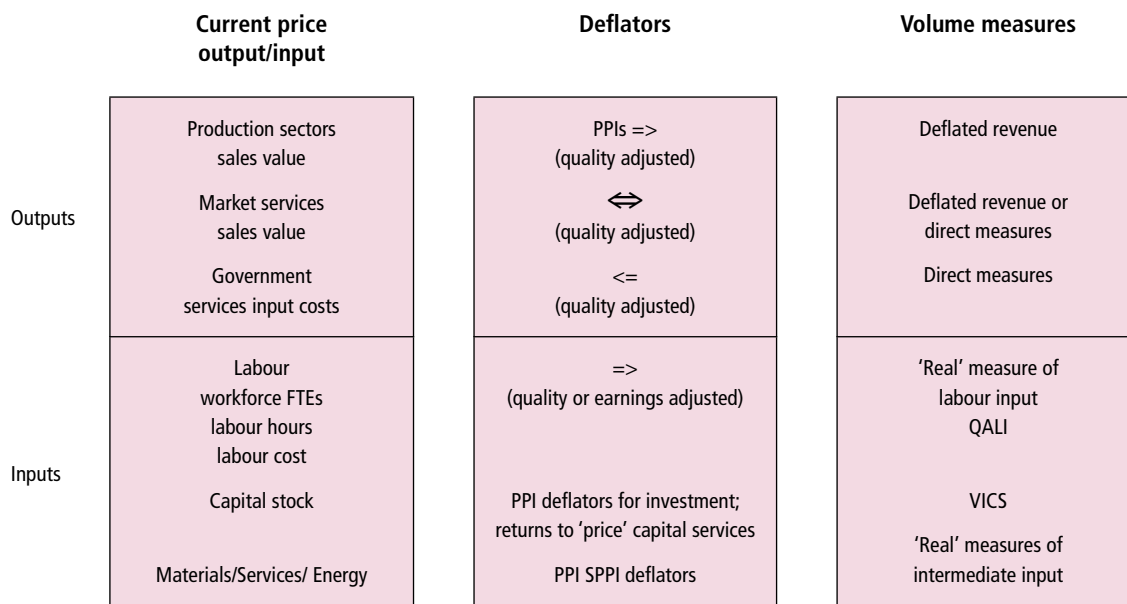 Current price
output/input
Deflators
Volume measures
Outputs
Production sectors
sales value
PPIs =>
(quality adjusted)
Deflated revenue
Market services
sales value
⇔
(quality adjusted)
Deflated revenue or
direct measures
Government
services input costs
<=
(quality adjusted)
Direct measures
Inputs
Labour
workforce FTEs
labour hours
labour cost
=>
(quality or earnings adjusted)
‘Real’ measure of
labour input
QALI
Capital stock
PPI deflators for investment;
returns to ‘price’ capital services
VICS
Materials/Services/ Energy
PPI SPPI deflators
‘Real’ measures of
intermediate input